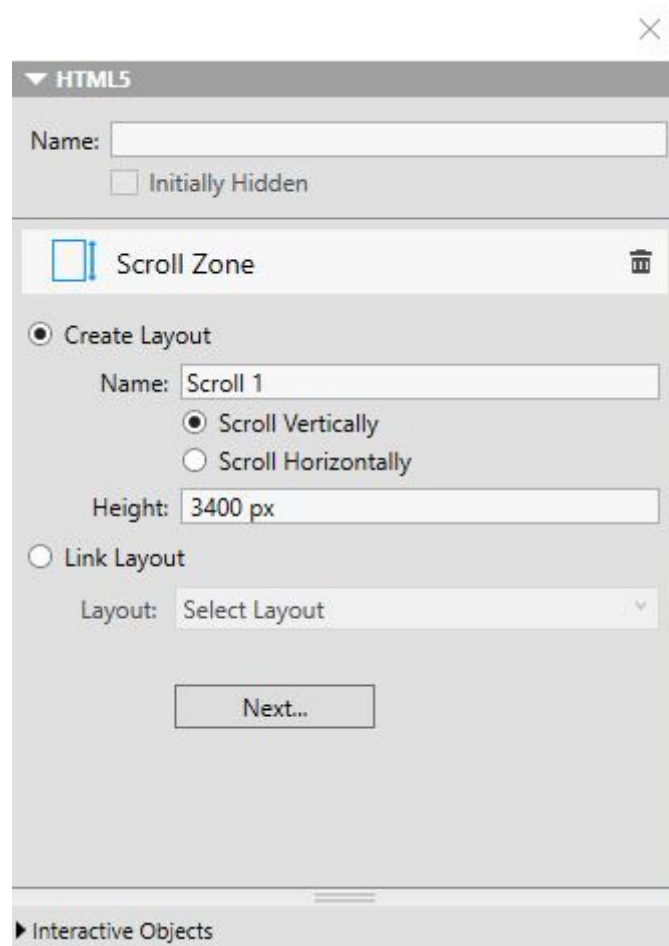 HTML5
Name:
Initially Hidden
Scroll Zone
Create Layout
Name: Scroll 1
Scroll Vertically
Scroll Horizontally
Height: 3400 px
Link Layout
Layout: Select Layout
Next...
Interactive Objects